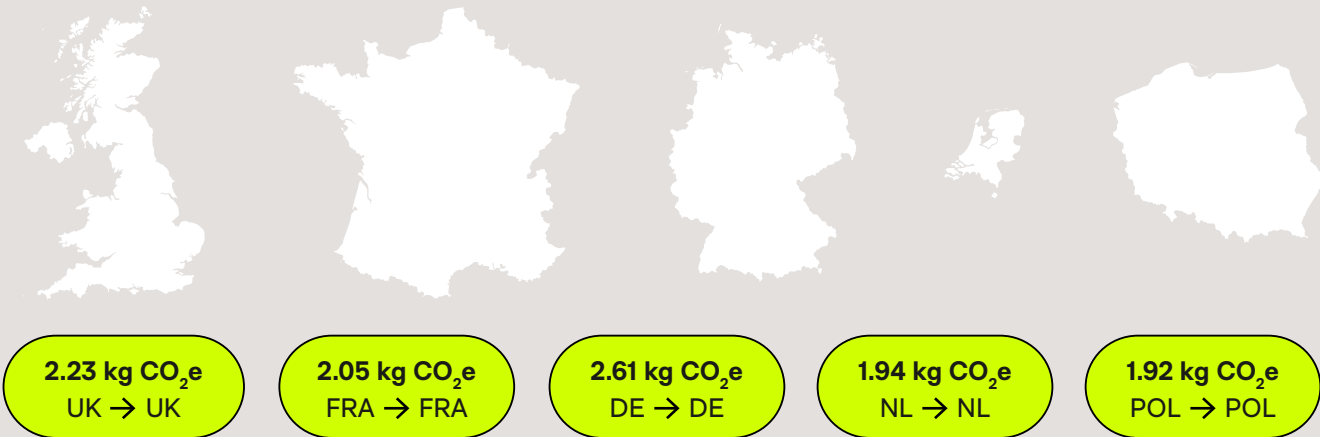 2.23 kg CO₂e
UK → UK
2.05 kg CO₂e
FRA → FRA
2.61 kg CO₂e
DE → DE
1.94 kg CO₂e
NL → NL
1.92 kg CO₂e
POL → POL